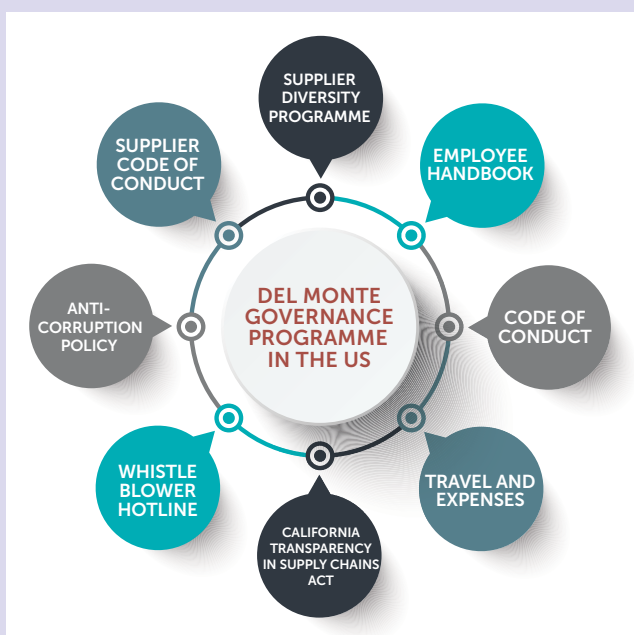 SUPPLIER
DIVERSITY
PROGRAMME
EMPLOYEE
HANDBOOK
CODE OF
CONDUCT
TRAVEL AND
EXPENSES
CALIFORNIA
TRANSPARENCY
IN SUPPLY CHAINS
ACT
WHISTLE
BLOWER
HOTLINE
ANTI-
CORRUPTION
POLICY
SUPPLIER
CODE OF
CONDUCT
DEL MONTE
GOVERNANCE
PROGRAMME
IN THE US